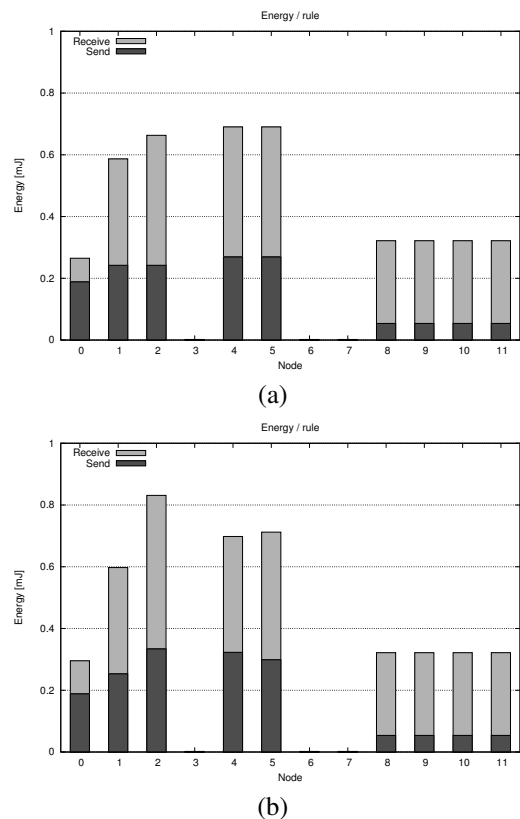 Energy / rule
1
Receive
Send
0.8
0.6
Energy [mJ]
0.4
0.2
0
0 1 2 3 4 5 6 7 8 9 10 11
Node
(a)
Energy / rule
1
Receive
Send
0.8
0.6
Energy [mJ]
0.4
0.2
0
0 1 2 3 4 5 6 7 8 9 10 11
Node
(b)